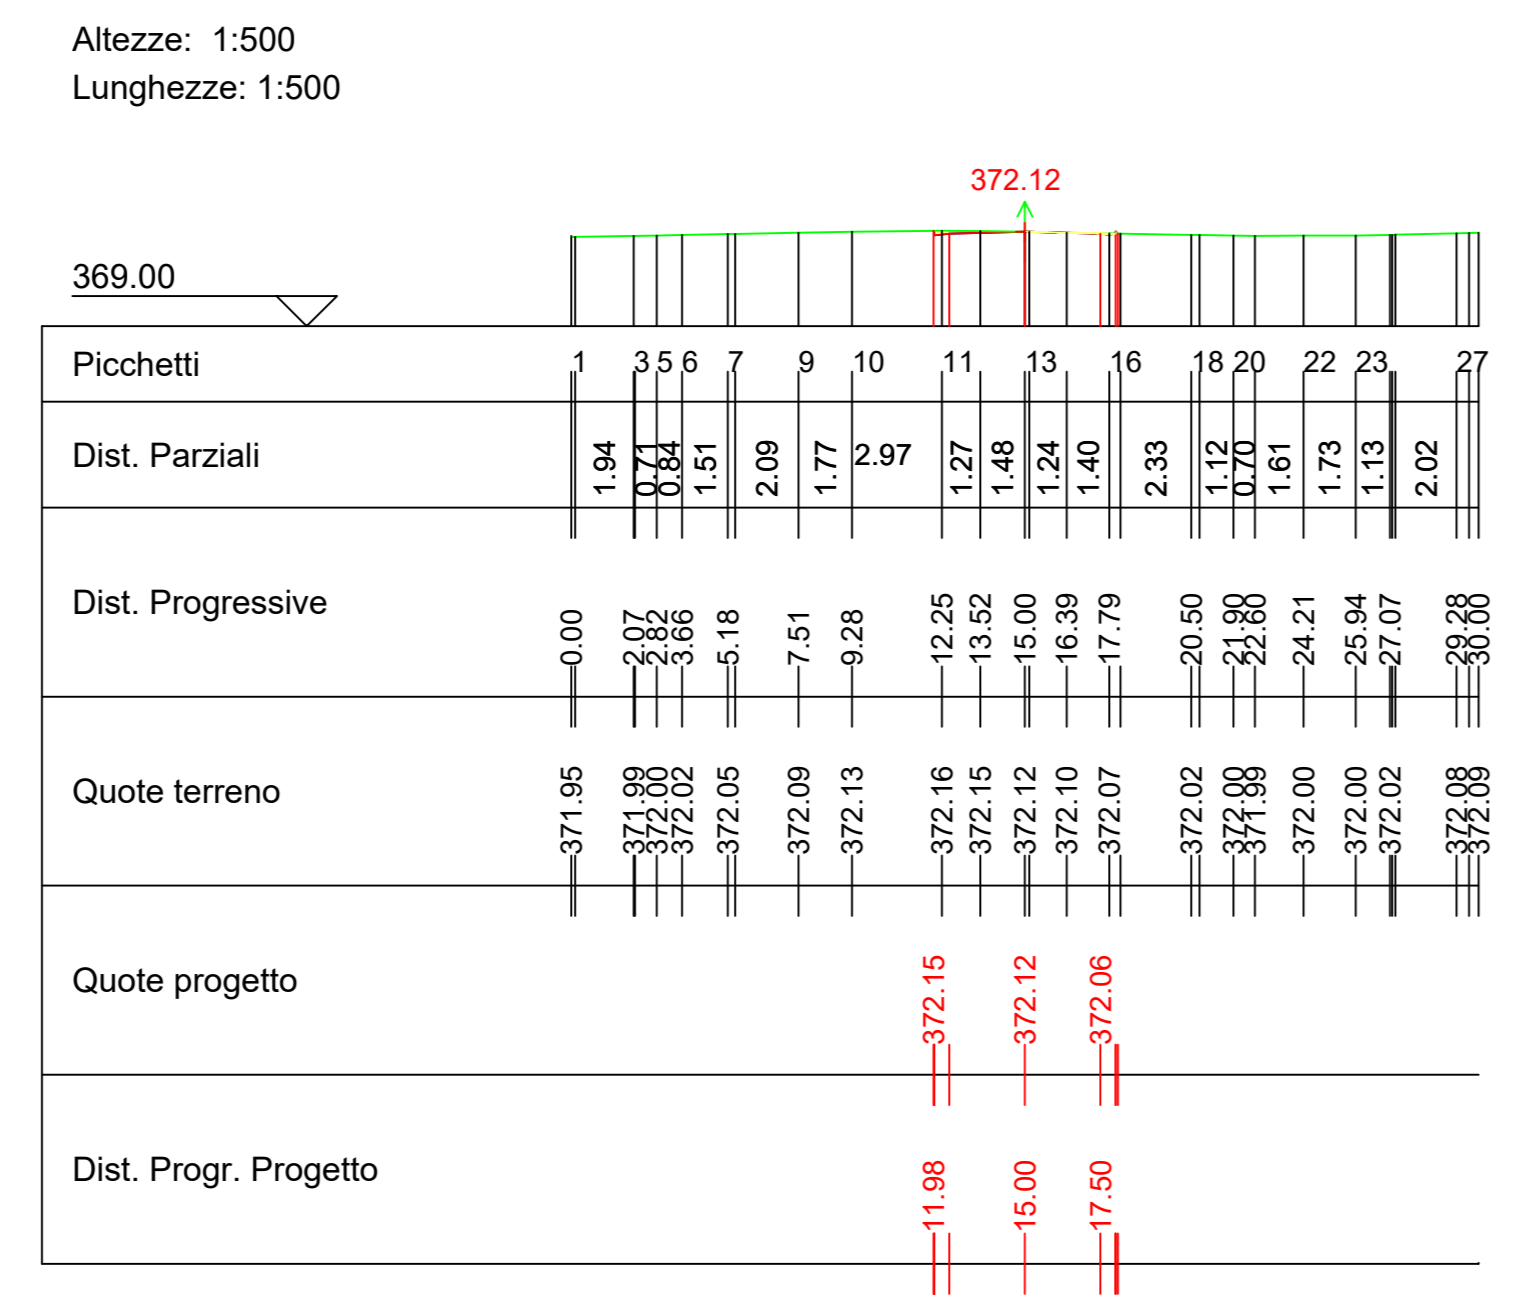 Altezze: 1:500
Lunghezze: 1:500
372.12
369.00
Picchetti 1 3 5 6 7 9 10 11 13 16 18 20 22 23 27
Dist. Parziali 1.94 0.71 0.84 1.51 2.09 1.77 2.97 1.27 1.48 1.24 1.40 2.33 1.12 0.70 1.61 1.73 1.13 2.02
Dist. Progressive 0.00 2.07 2.82 3.66 5.18 7.51 9.28 12.25 13.52 15.00 16.39 17.79 20.50 21.90 22.60 24.21 25.94 27.07 29.28 30.00
Quote terreno 371.95 371.99 372.00 372.02 372.05 372.09 372.13 372.16 372.15 372.12 372.10 372.07 372.02 372.00 371.99 372.00 372.00 372.02 372.08 372.09
Quote progetto 372.15 372.12 372.06
Dist. Progr. Progetto 11.98 15.00 17.50